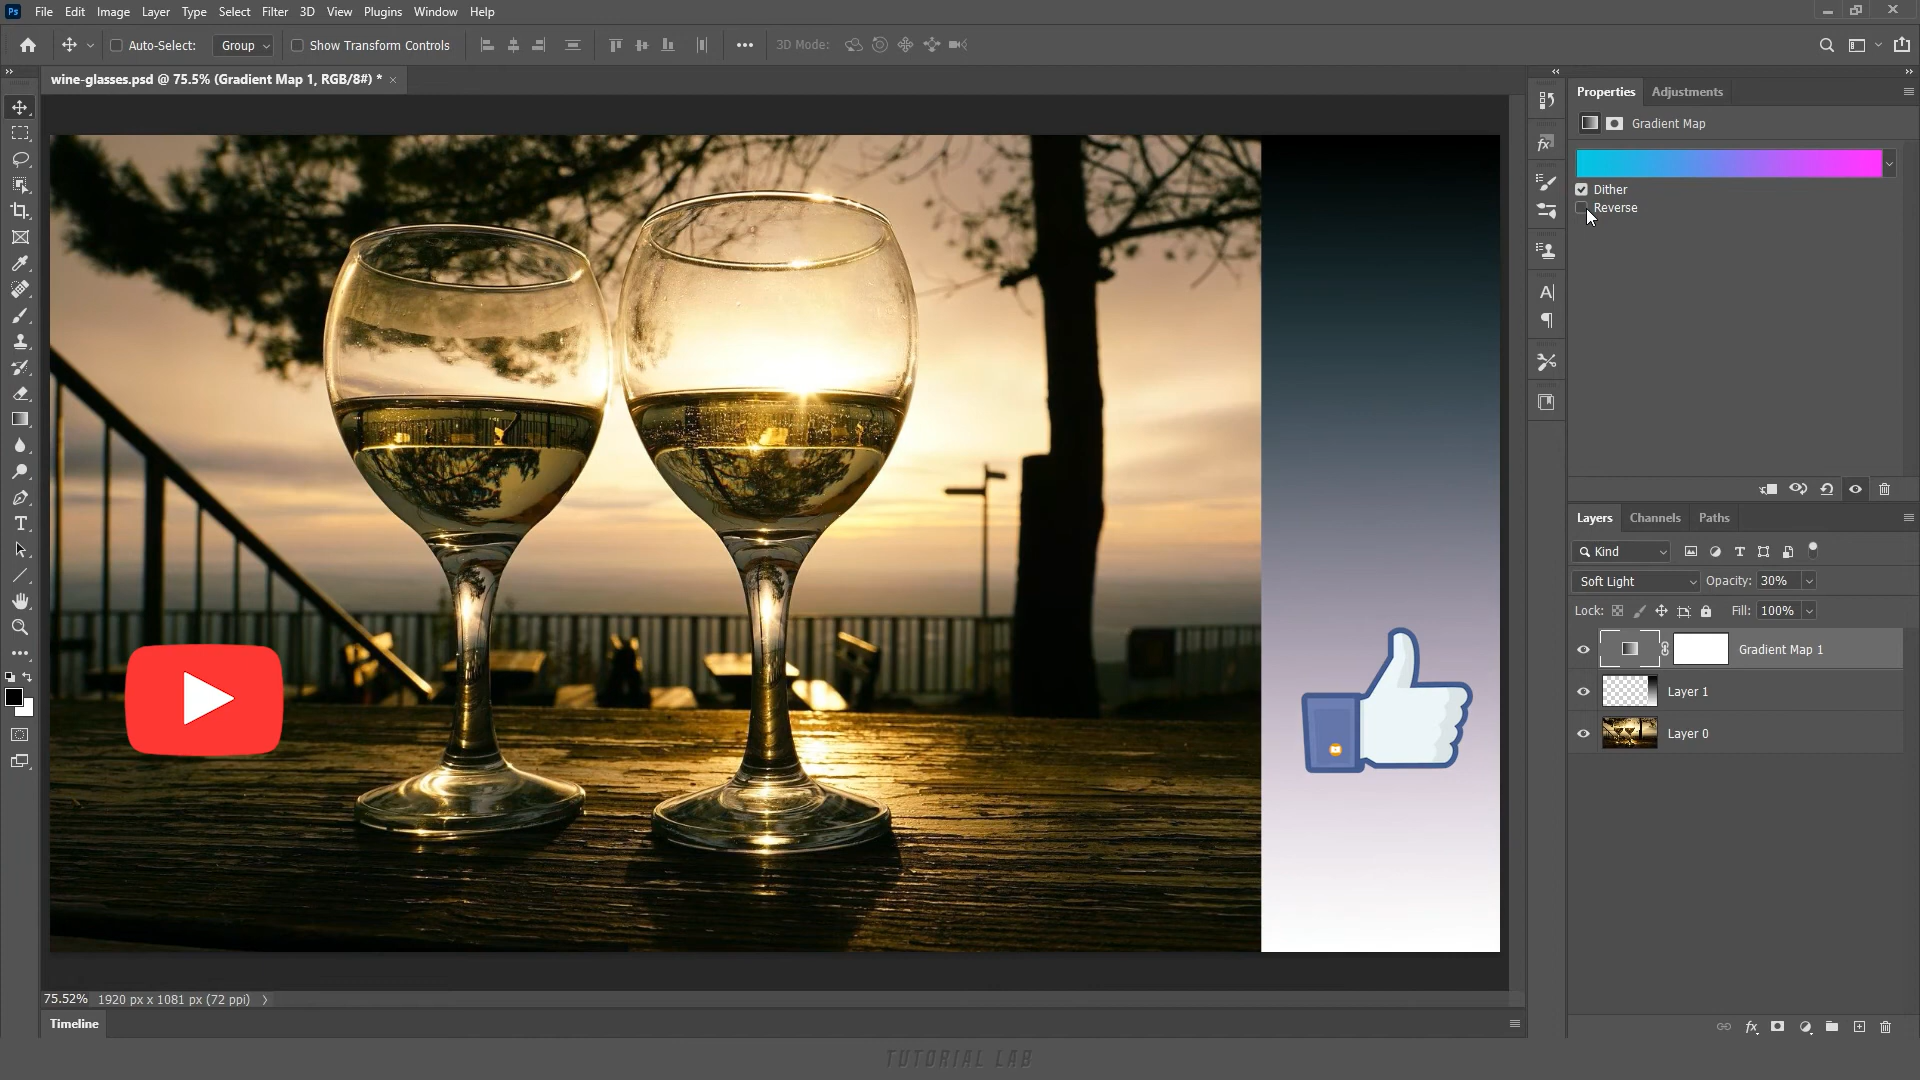 Ps File Edit Image Layer Type Select Filter 3D View Plugins Window Help
Auto-Select: Group Show Transform Controls 3D Mode:
wine-glasses.psd @ 75.5% (Gradient Map 1, RGB/8#) *
Properties Adjustments
Gradient Map
Dither
Reverse
Layers Channels Paths
Kind
Soft Light Opacity: 30%
Lock: Fill: 100%
Gradient Map 1
Layer 1
Layer 0
75.52% 1920 px x 1081 px (72 ppi)
Timeline
TUTORIAL LAB